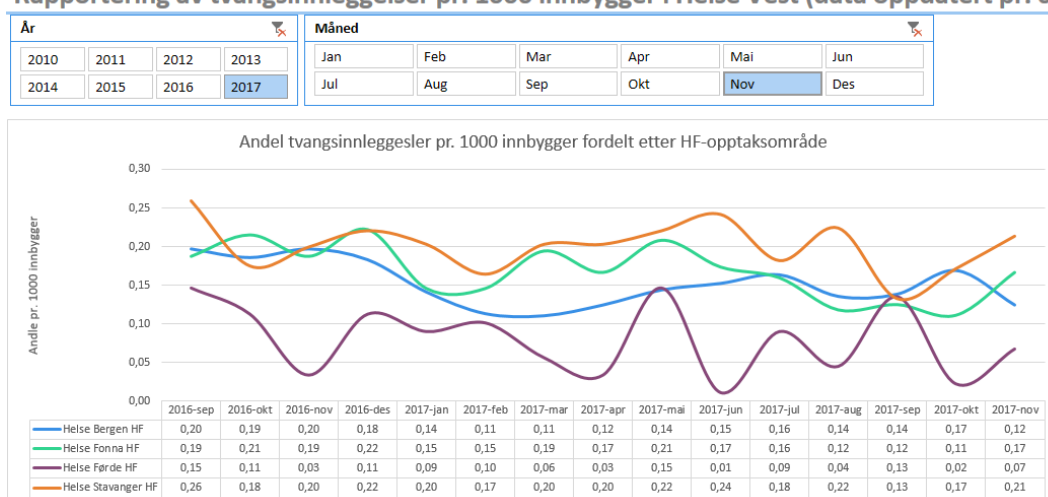 Rapportering av tvangsinnleggelser pr. 1000 innbygger i Helse Vest (data oppdatert pr.
År
2010 2011 2012 2013
2014 2015 2016 2017
Måned
Jan Feb Mar Apr Mai Jun
Jul Aug Sep Okt Nov Des
Andel tvangsinnleggesler pr. 1000 innbygger fordelt etter HF-opptaksområde
Andle pr. 1000 innbygger
0,30
0,25
0,20
0,15
0,10
0,05
0,00
2016-sep 2016-okt 2016-nov 2016-des 2017-jan 2017-feb 2017-mar 2017-apr 2017-mai 2017-jun 2017-jul 2017-aug 2017-sep 2017-okt 2017-nov
Helse Bergen HF 0,20 0,19 0,20 0,18 0,14 0,11 0,11 0,12 0,14 0,15 0,16 0,14 0,14 0,17 0,12
Helse Fonna HF 0,19 0,21 0,19 0,22 0,15 0,15 0,19 0,17 0,21 0,17 0,16 0,12 0,12 0,11 0,17
Helse Førde HF 0,15 0,11 0,03 0,11 0,09 0,10 0,06 0,03 0,15 0,01 0,09 0,04 0,13 0,02 0,07
Helse Stavanger HF 0,26 0,18 0,20 0,22 0,20 0,17 0,20 0,20 0,22 0,24 0,18 0,22 0,13 0,17 0,21